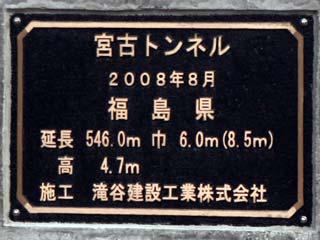 宮古トンネル
2008年8月
福島県
延長 546.0m 巾 6.0m(8.5m)
高 4.7m
施工 滝谷建設工業株式会社